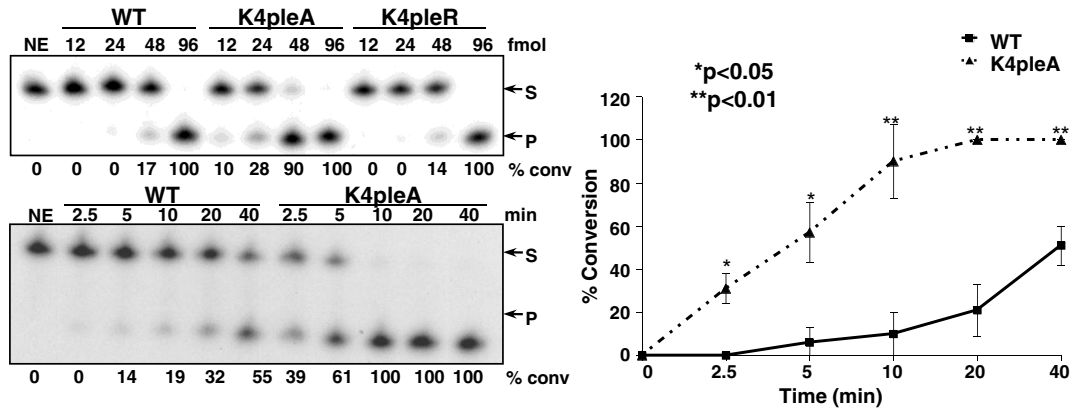 WT K4pleA K4pleR
NE 12 24 48 96 12 24 48 96 12 24 48 96 fmol
S
P
0 0 0 17 100 10 28 90 100 0 0 14 100 % conv
WT K4pleA
NE 2.5 5 10 20 40 2.5 5 10 20 40 min
S
P
0 0 14 19 32 55 39 61 100 100 100 % conv
WT
K4pleA
*p<0.05
**p<0.01
% Conversion
120
100
80
60
40
20
0
* * ** ** **
0 2.5 5 10 20 40
Time (min)